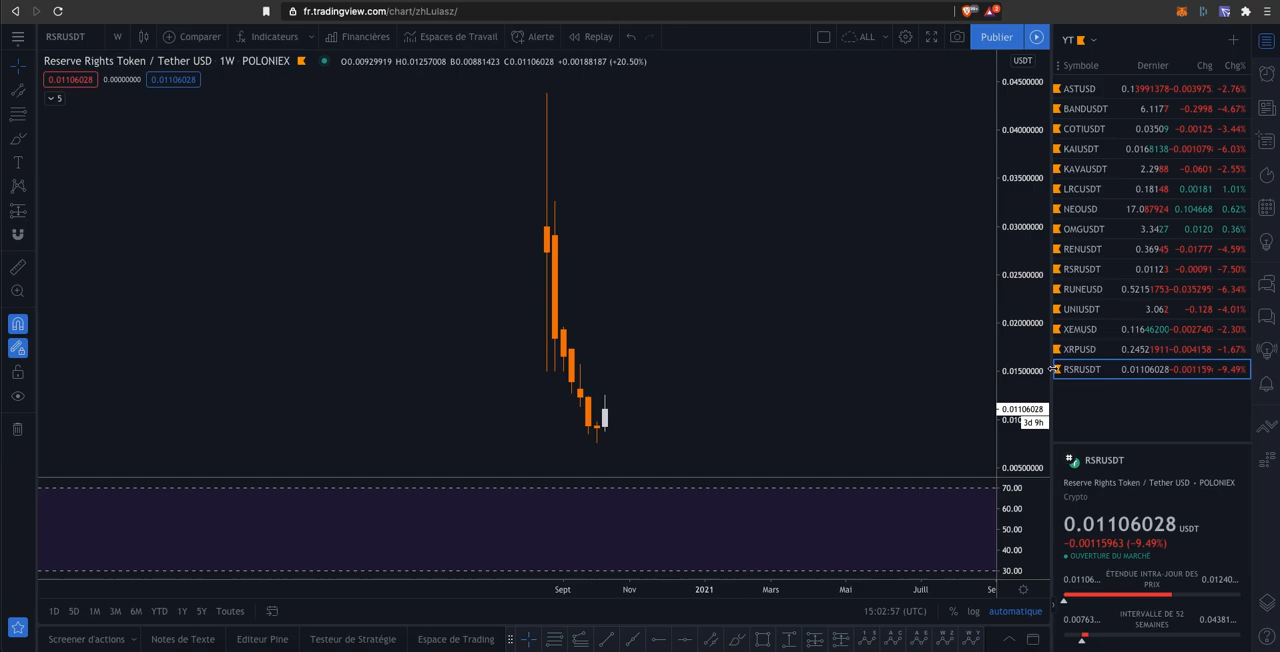 fr.tradingview.com/chart/zhLulasz/
RSRUSDT W Comparer Indicateurs Financières Espaces de Travail Alerte Replay ALL Publier YT
Reserve Rights Token / Tether USD · 1W · POLONIEX O0.00929919 H0.01257008 B0.00881423 C0.01106028 +0.00188187 (+20.50%)
0.01106028 0.00000000 0.01106028
5
USDT
0.04500000
0.04000000
0.03500000
0.03000000
0.02500000
0.02000000
0.01500000
0.01106028
3d 9h
0.00500000
70.00
60.00
50.00
40.00
30.00
Sept Nov 2021 Mars Mai Juill Se
1D 5D 1M 3M 6M YTD 1Y 5Y Toutes 15:02:57 (UTC) % log automatique
Screener d'actions Notes de Texte Editeur Pine Testeur de Stratégie Espace de Trading
Symbole Dernier Chg Chg%
ASTUSD 0.13991378 -0.003975 -2.76%
BANDUSDT 6.1177 -0.2998 -4.67%
COTIUSDT 0.03509 -0.00125 -3.44%
KAIUSDT 0.0168138 -0.001079 -6.03%
KAVAUSDT 2.2988 -0.0601 -2.55%
LRCUSDT 0.18148 0.00181 1.01%
NEOUSD 17.087924 0.104668 0.62%
OMGUSDT 3.3427 0.0120 0.36%
RENUSDT 0.36945 -0.01777 -4.59%
RSRUSDT 0.01123 -0.00091 -7.50%
RUNEUSD 0.52151753 -0.035295 -6.34%
UNIUSDT 3.062 -0.128 -4.01%
XEMUSD 0.11646200 -0.002740 -2.30%
XRPUSD 0.24521911 -0.004158 -1.67%
RSRUSDT 0.01106028 -0.001159 -9.49%
RSRUSDT
Reserve Rights Token / Tether USD · POLONIEX
Crypto
0.01106028 USDT
-0.00115963 (-9.49%)
OUVERTURE DU MARCHÉ
0.01106... ÉTENDUE INTRA-JOUR DES PRIX 0.01240...
0.00763... INTERVALLE DE 52 SEMAINES 0.04381...